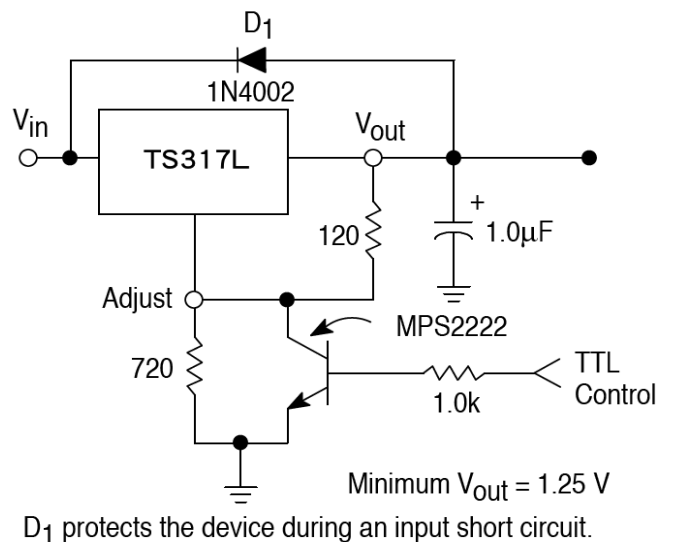 D1
1N4002
Vin
TS317L
Vout
+
120
1.0μF
Adjust
MPS2222
720
1.0k
TTL
Control
Minimum Vout = 1.25 V
D1 protects the device during an input short circuit.